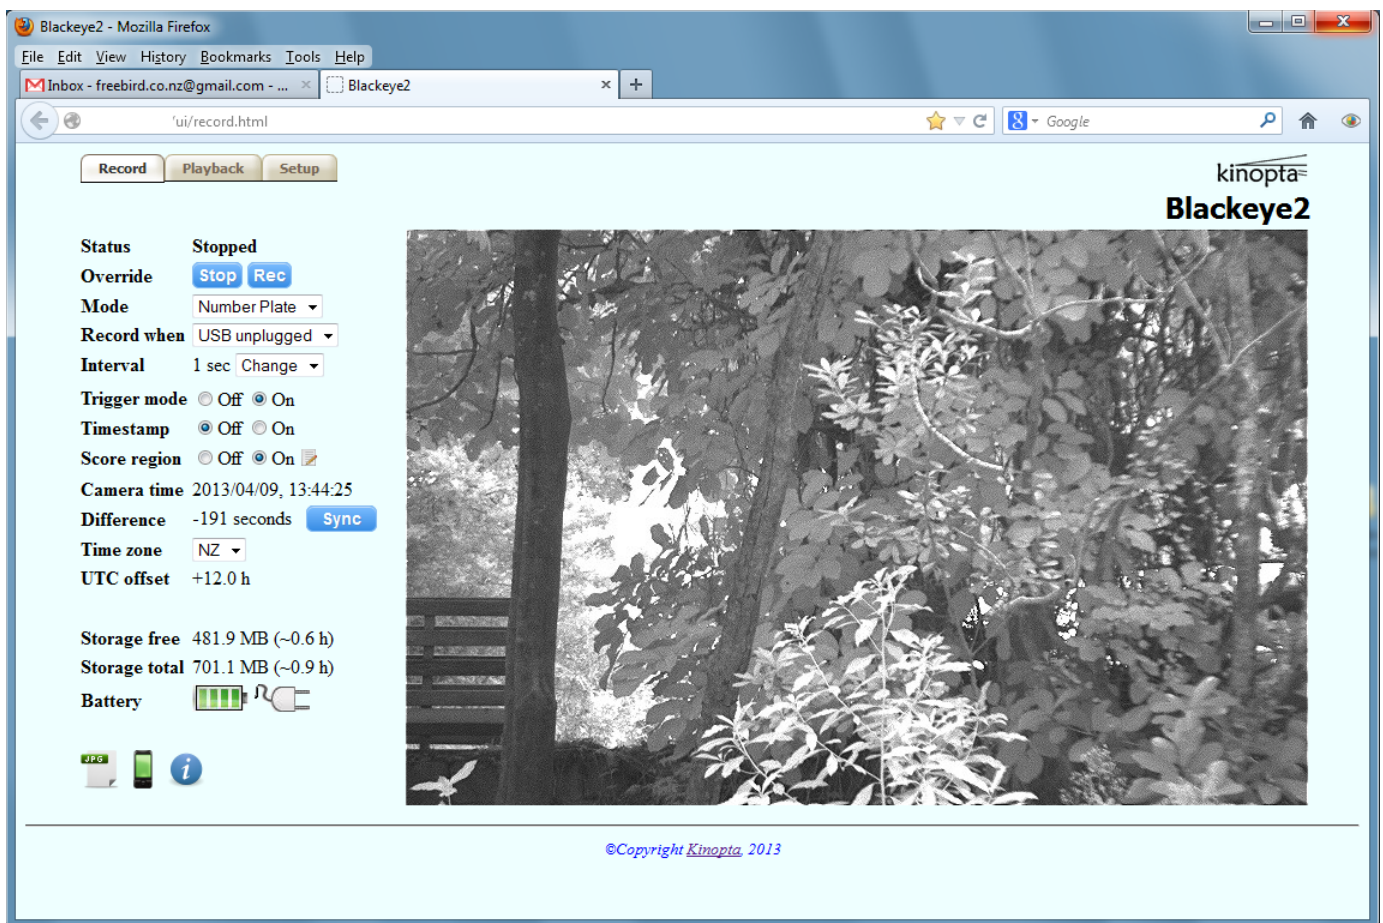 Blackeye2 - Mozilla Firefox
File Edit View History Bookmarks Tools Help
Inbox - freebird.co.nz@gmail.com - ...
Blackeye2
'ui/record.html
Google
Record Playback Setup
kinopta
Blackeye2
Status Stopped
Override Stop Rec
Mode Number Plate
Record when USB unplugged
Interval 1 sec Change
Trigger mode Off On
Timestamp Off On
Score region Off On
Camera time 2013/04/09, 13:44:25
Difference -191 seconds Sync
Time zone NZ
UTC offset +12.0 h
Storage free 481.9 MB (~0.6 h)
Storage total 701.1 MB (~0.9 h)
Battery
JPG
©Copyright Kinopta, 2013